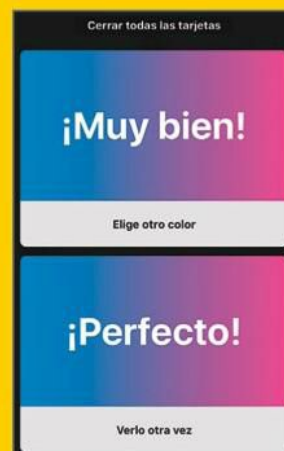 Cerrar todas las tarjetas
¡Muy bien!
Elige otro color
¡Perfecto!
Verlo otra vez